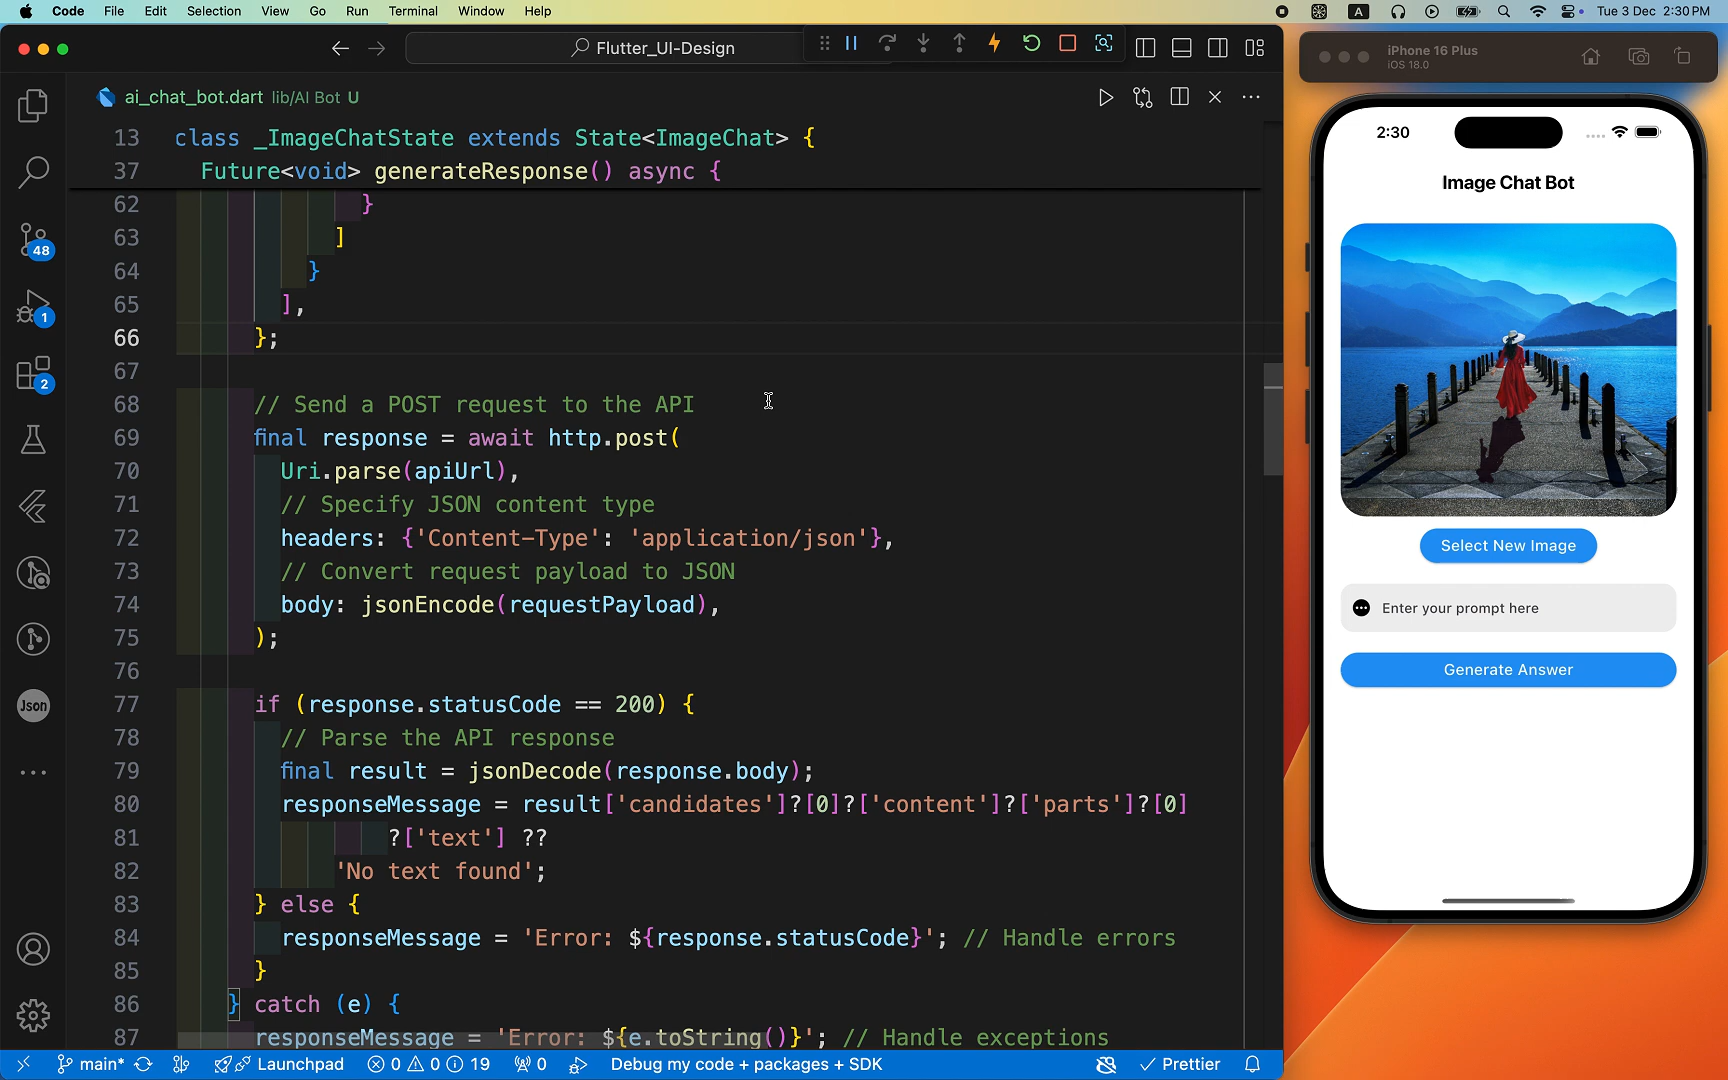 Code File Edit Selection View Go Run Terminal Window Help
A
Tue 3 Dec 2:30 PM
Flutter_UI-Design
ai_chat_bot.dart lib/AI Bot U
13 class _ImageChatState extends State<ImageChat> {
37 Future<void> generateResponse() async {
62 }
63 ]
64 }
65 ],
66 };
67
68 // Send a POST request to the API
69 final response = await http.post(
70 Uri.parse(apiUrl),
71 // Specify JSON content type
72 headers: {'Content-Type': 'application/json'},
73 // Convert request payload to JSON
74 body: jsonEncode(requestPayload),
75 );
76
77 if (response.statusCode == 200) {
78 // Parse the API response
79 final result = jsonDecode(response.body);
80 responseMessage = result['candidates']?[0]?['content']?['parts']?[0]
81 ?['text'] ??
82 'No text found';
83 } else {
84 responseMessage = 'Error: ${response.statusCode}'; // Handle errors
85 }
86 } catch (e) {
87 responseMessage = 'Error: ${e.toString()}'; // Handle exceptions
48
1
2
Json
main* Launchpad 0 0 19 0 Debug my code + packages + SDK Prettier
iPhone 16 Plus
iOS 18.0
2:30
Image Chat Bot
Select New Image
Enter your prompt here
Generate Answer